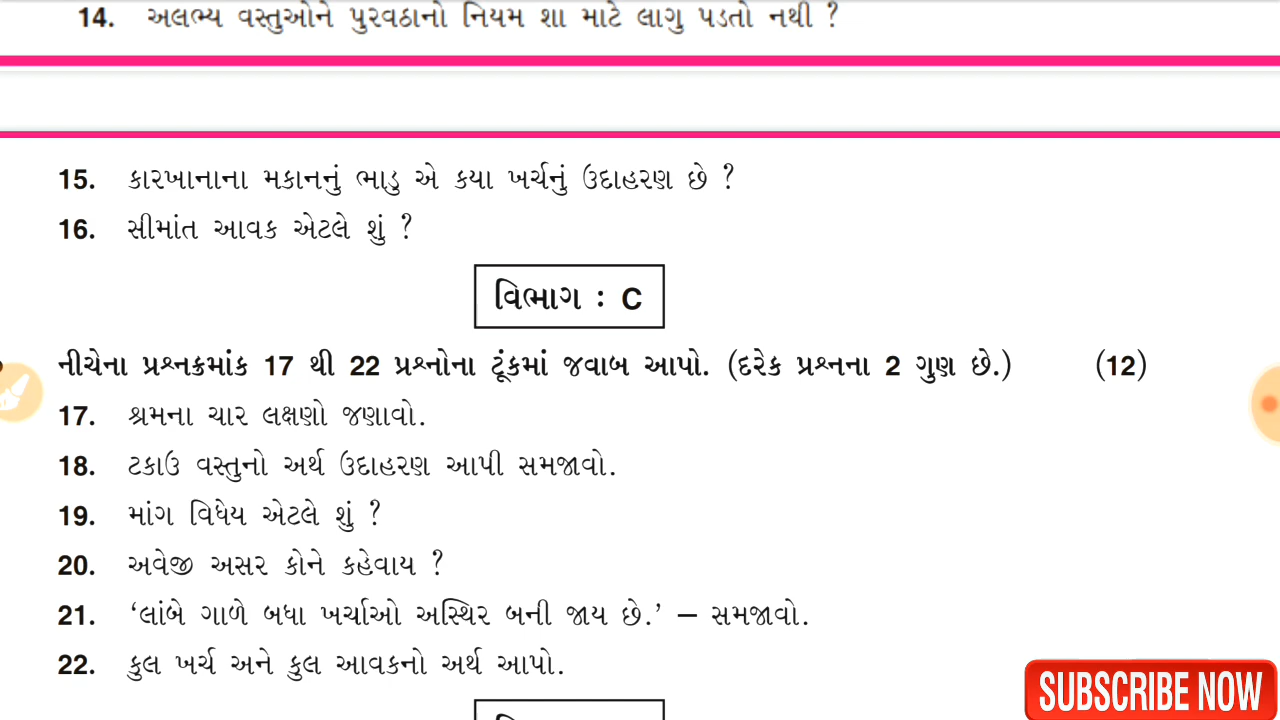 14. અલભ્ય વસ્તુઓને પુરવઠાનો નિયમ શા માટે લાગુ પડતો નથી ?
15. કારખાનાના મકાનનું ભાડુ એ કયા ખર્ચનું ઉદાહરણ છે ?
16. સીમાંત આવક એટલે શું ?
વિભાગ : C
નીચેના પ્રશ્નક્રમાંક 17 થી 22 પ્રશ્નોના ટૂંકમાં જવાબ આપો. (દરેક પ્રશ્નના 2 ગુણ છે.) (12)
17. શ્રમના ચાર લક્ષણો જણાવો.
18. ટકાઉ વસ્તુનો અર્થ ઉદાહરણ આપી સમજાવો.
19. માંગ વિધેય એટલે શું ?
20. અવેજી અસર કોને કહેવાય ?
21. ‘લાંબે ગાળે બધા ખર્ચાઓ અસ્થિર બની જાય છે.’ – સમજાવો.
22. કુલ ખર્ચ અને કુલ આવકનો અર્થ આપો.
SUBSCRIBE NOW